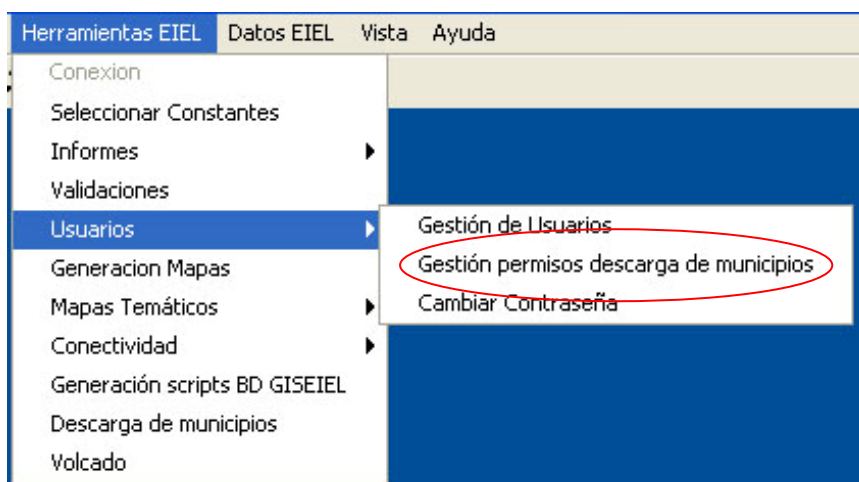 Herramientas EIEL Datos EIEL Vista Ayuda
Conexion
Seleccionar Constantes
Informes
Validaciones
Usuarios
Gestión de Usuarios
Generacion Mapas
Gestión permisos descarga de municipios
Mapas Temáticos
Cambiar Contraseña
Conectividad
Generación scripts BD GISEIEL
Descarga de municipios
Volcado